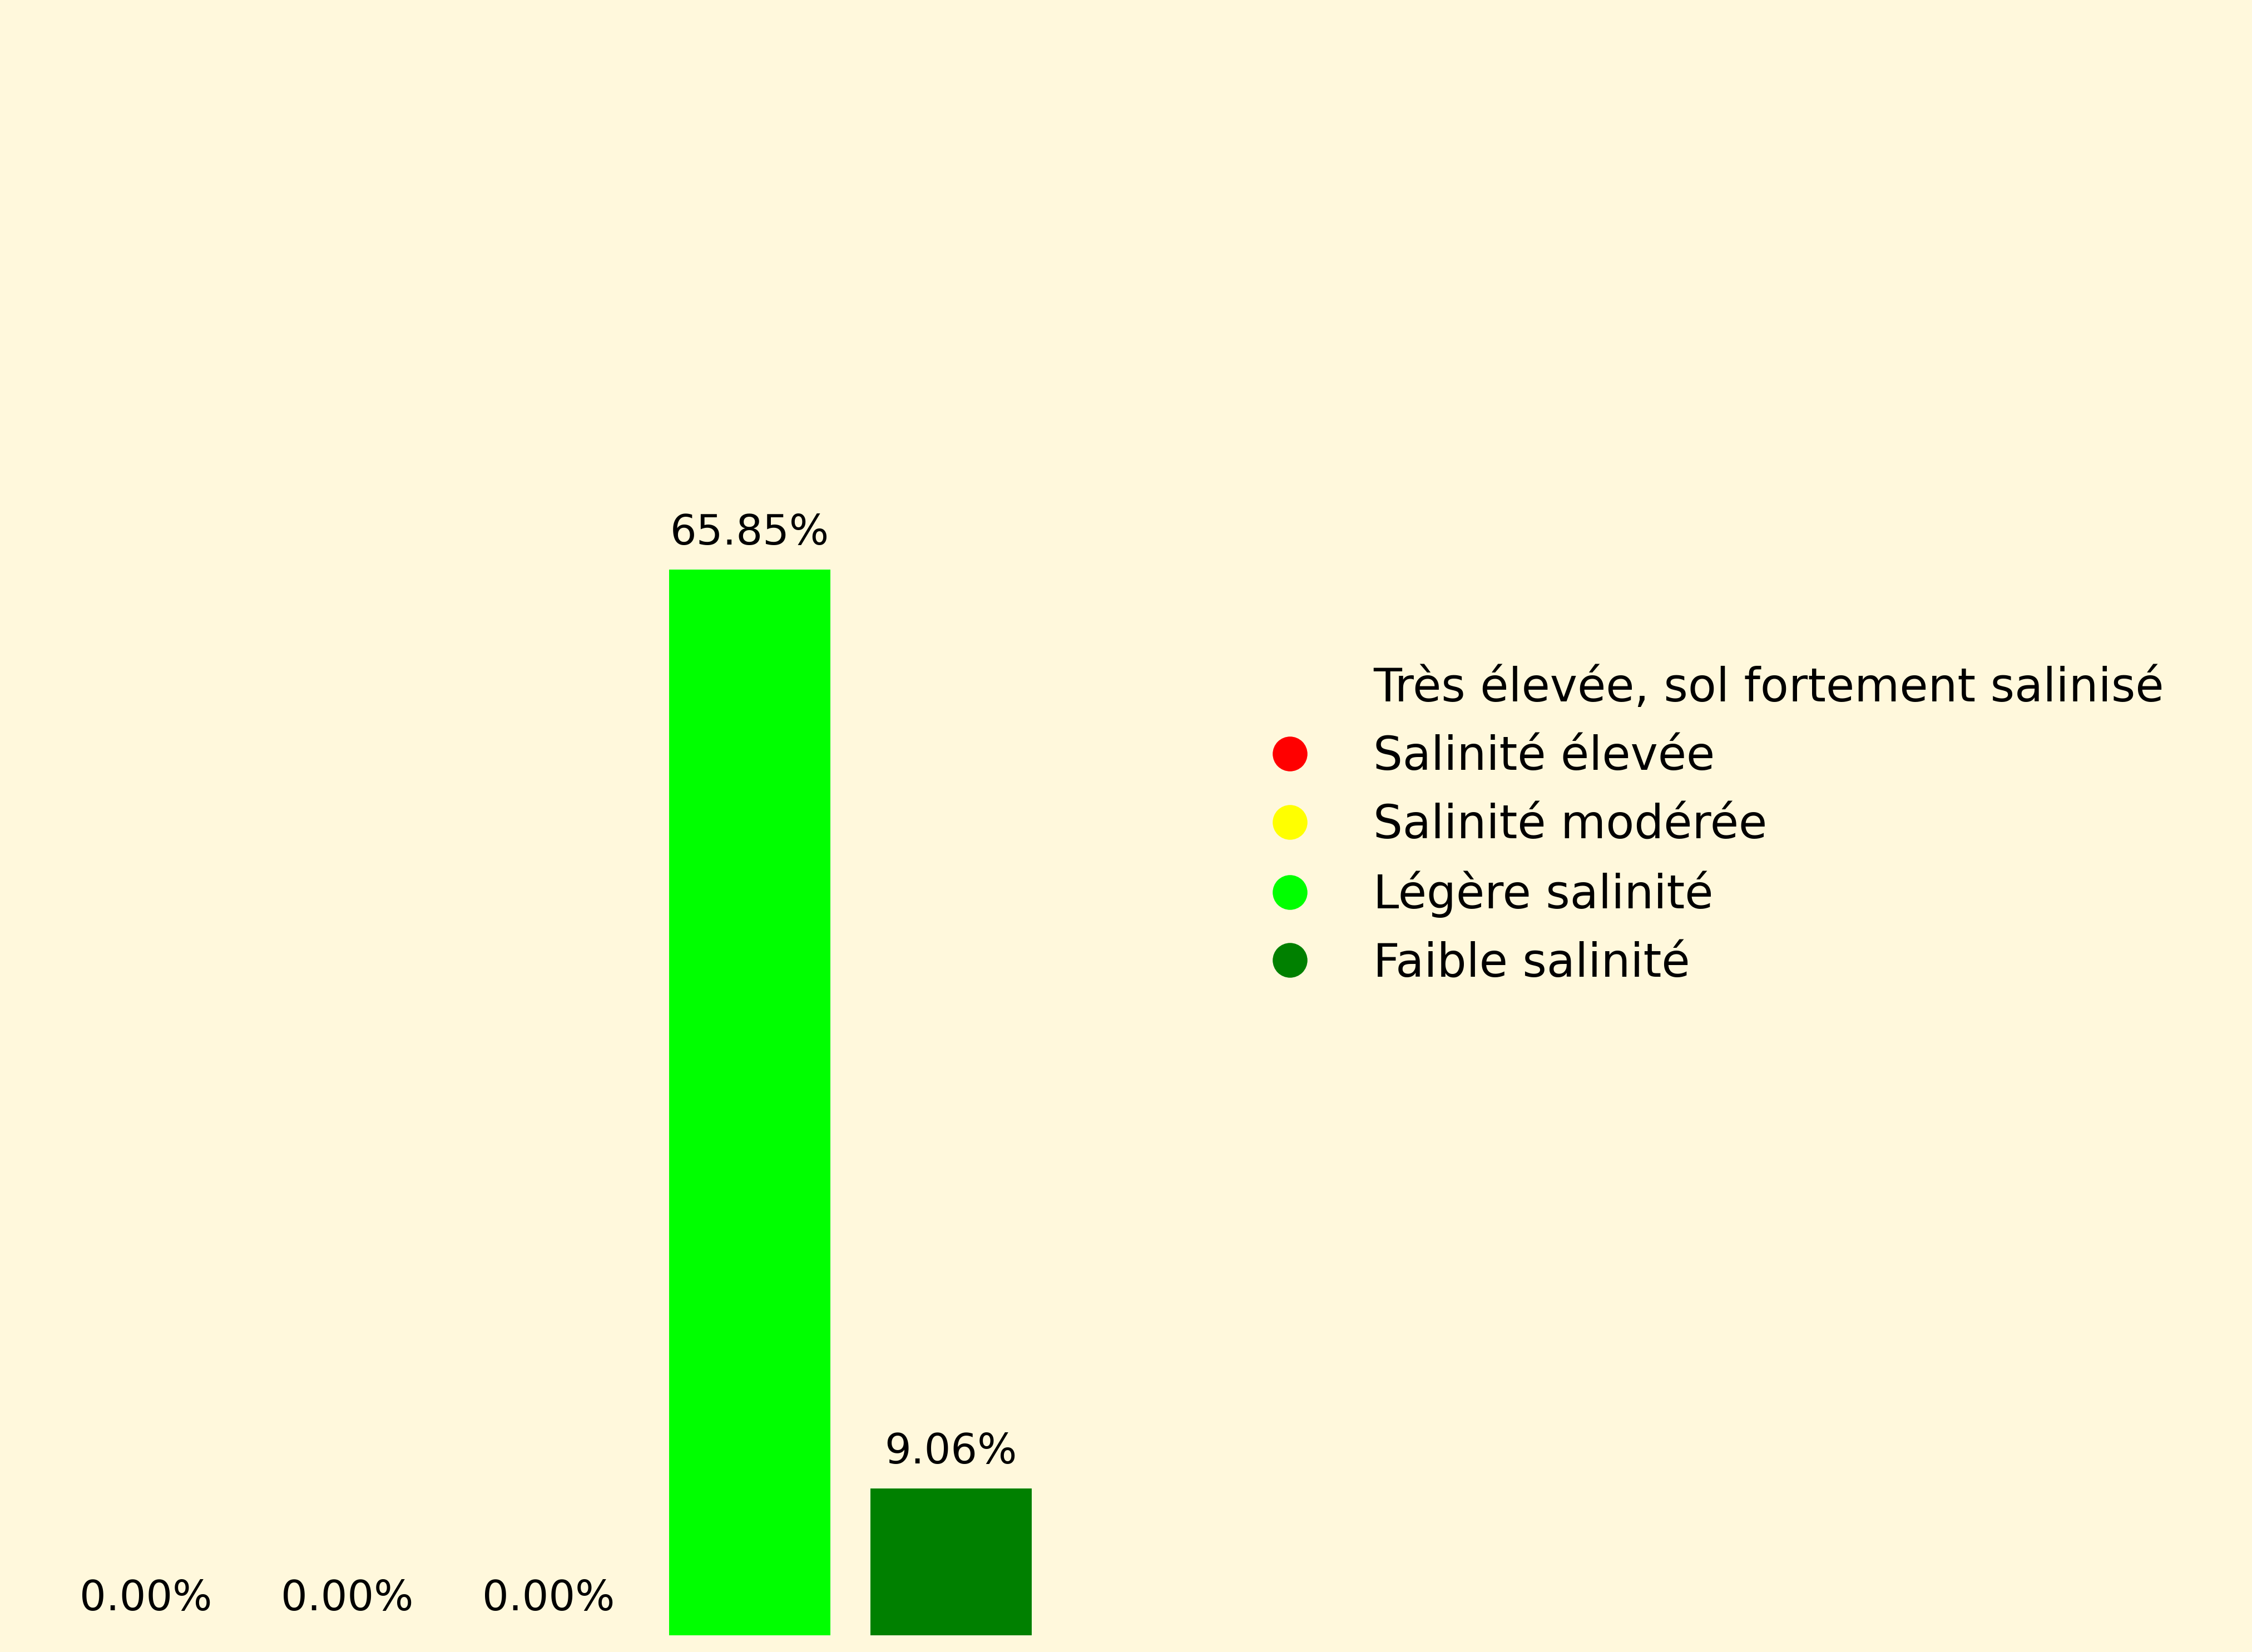 65.85%
9.06%
0.00% 0.00% 0.00%
Très élevée, sol fortement salinisé
Salinité élevée
Salinité modérée
Légère salinité
Faible salinité